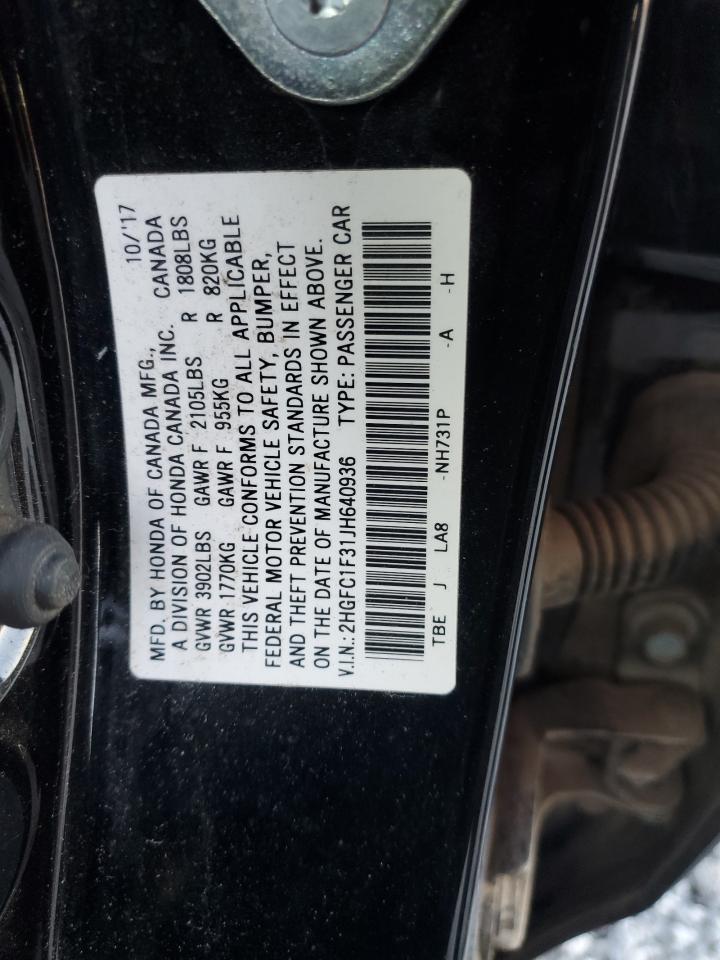 MFD. BY HONDA OF CANADA MFG., 10/'17
A DIVISION OF HONDA CANADA INC. CANADA
GVWR 3902LBS GAWR F 2105LBS R 1808LBS
GVWR 1770KG GAWR F 955KG R 820KG
THIS VEHICLE CONFORMS TO ALL APPLICABLE
FEDERAL MOTOR VEHICLE SAFETY, BUMPER,
AND THEFT PREVENTION STANDARDS IN EFFECT
ON THE DATE OF MANUFACTURE SHOWN ABOVE.
V.I.N.: 2HGFC1F31JH640936 TYPE: PASSENGER CAR
TBE J LA8 -NH731P -A -H